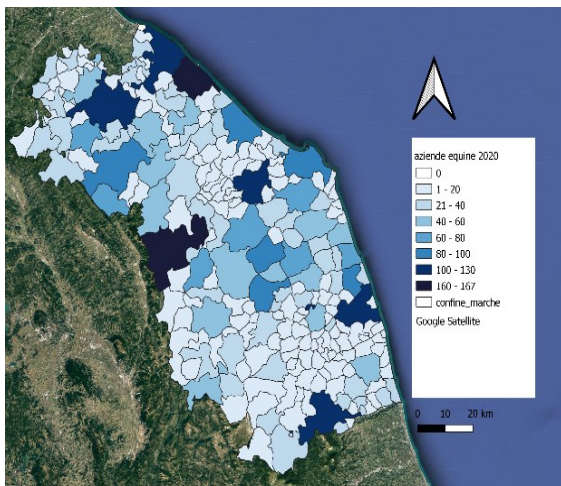 aziende equine 2020
0
1 - 20
21 - 40
40 - 60
60 - 80
80 - 100
100 - 130
160 - 167
confine_marche
Google Satellite
0 10 20 km